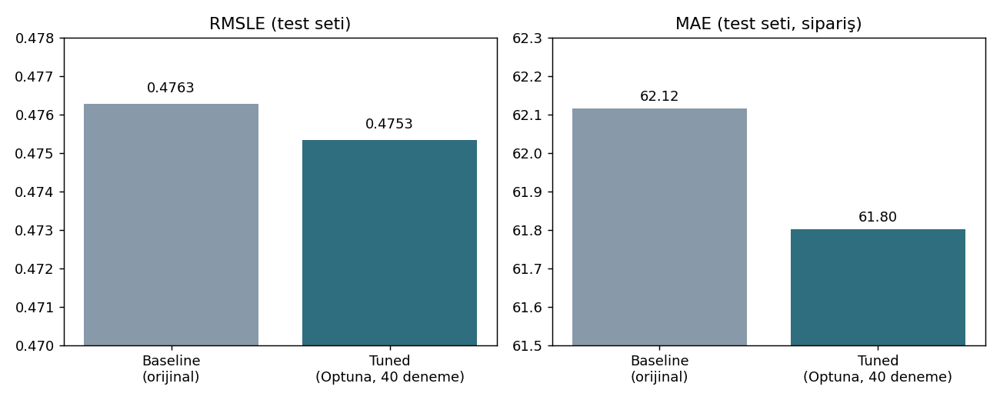 RMSLE (test seti)
0.478
0.477
0.476
0.475
0.474
0.473
0.472
0.471
0.470
0.4763
0.4753
Baseline
(orijinal)
Tuned
(Optuna, 40 deneme)
MAE (test seti, sipariş)
62.3
62.2
62.1
62.0
61.9
61.8
61.7
61.6
61.5
62.12
61.80
Baseline
(orijinal)
Tuned
(Optuna, 40 deneme)